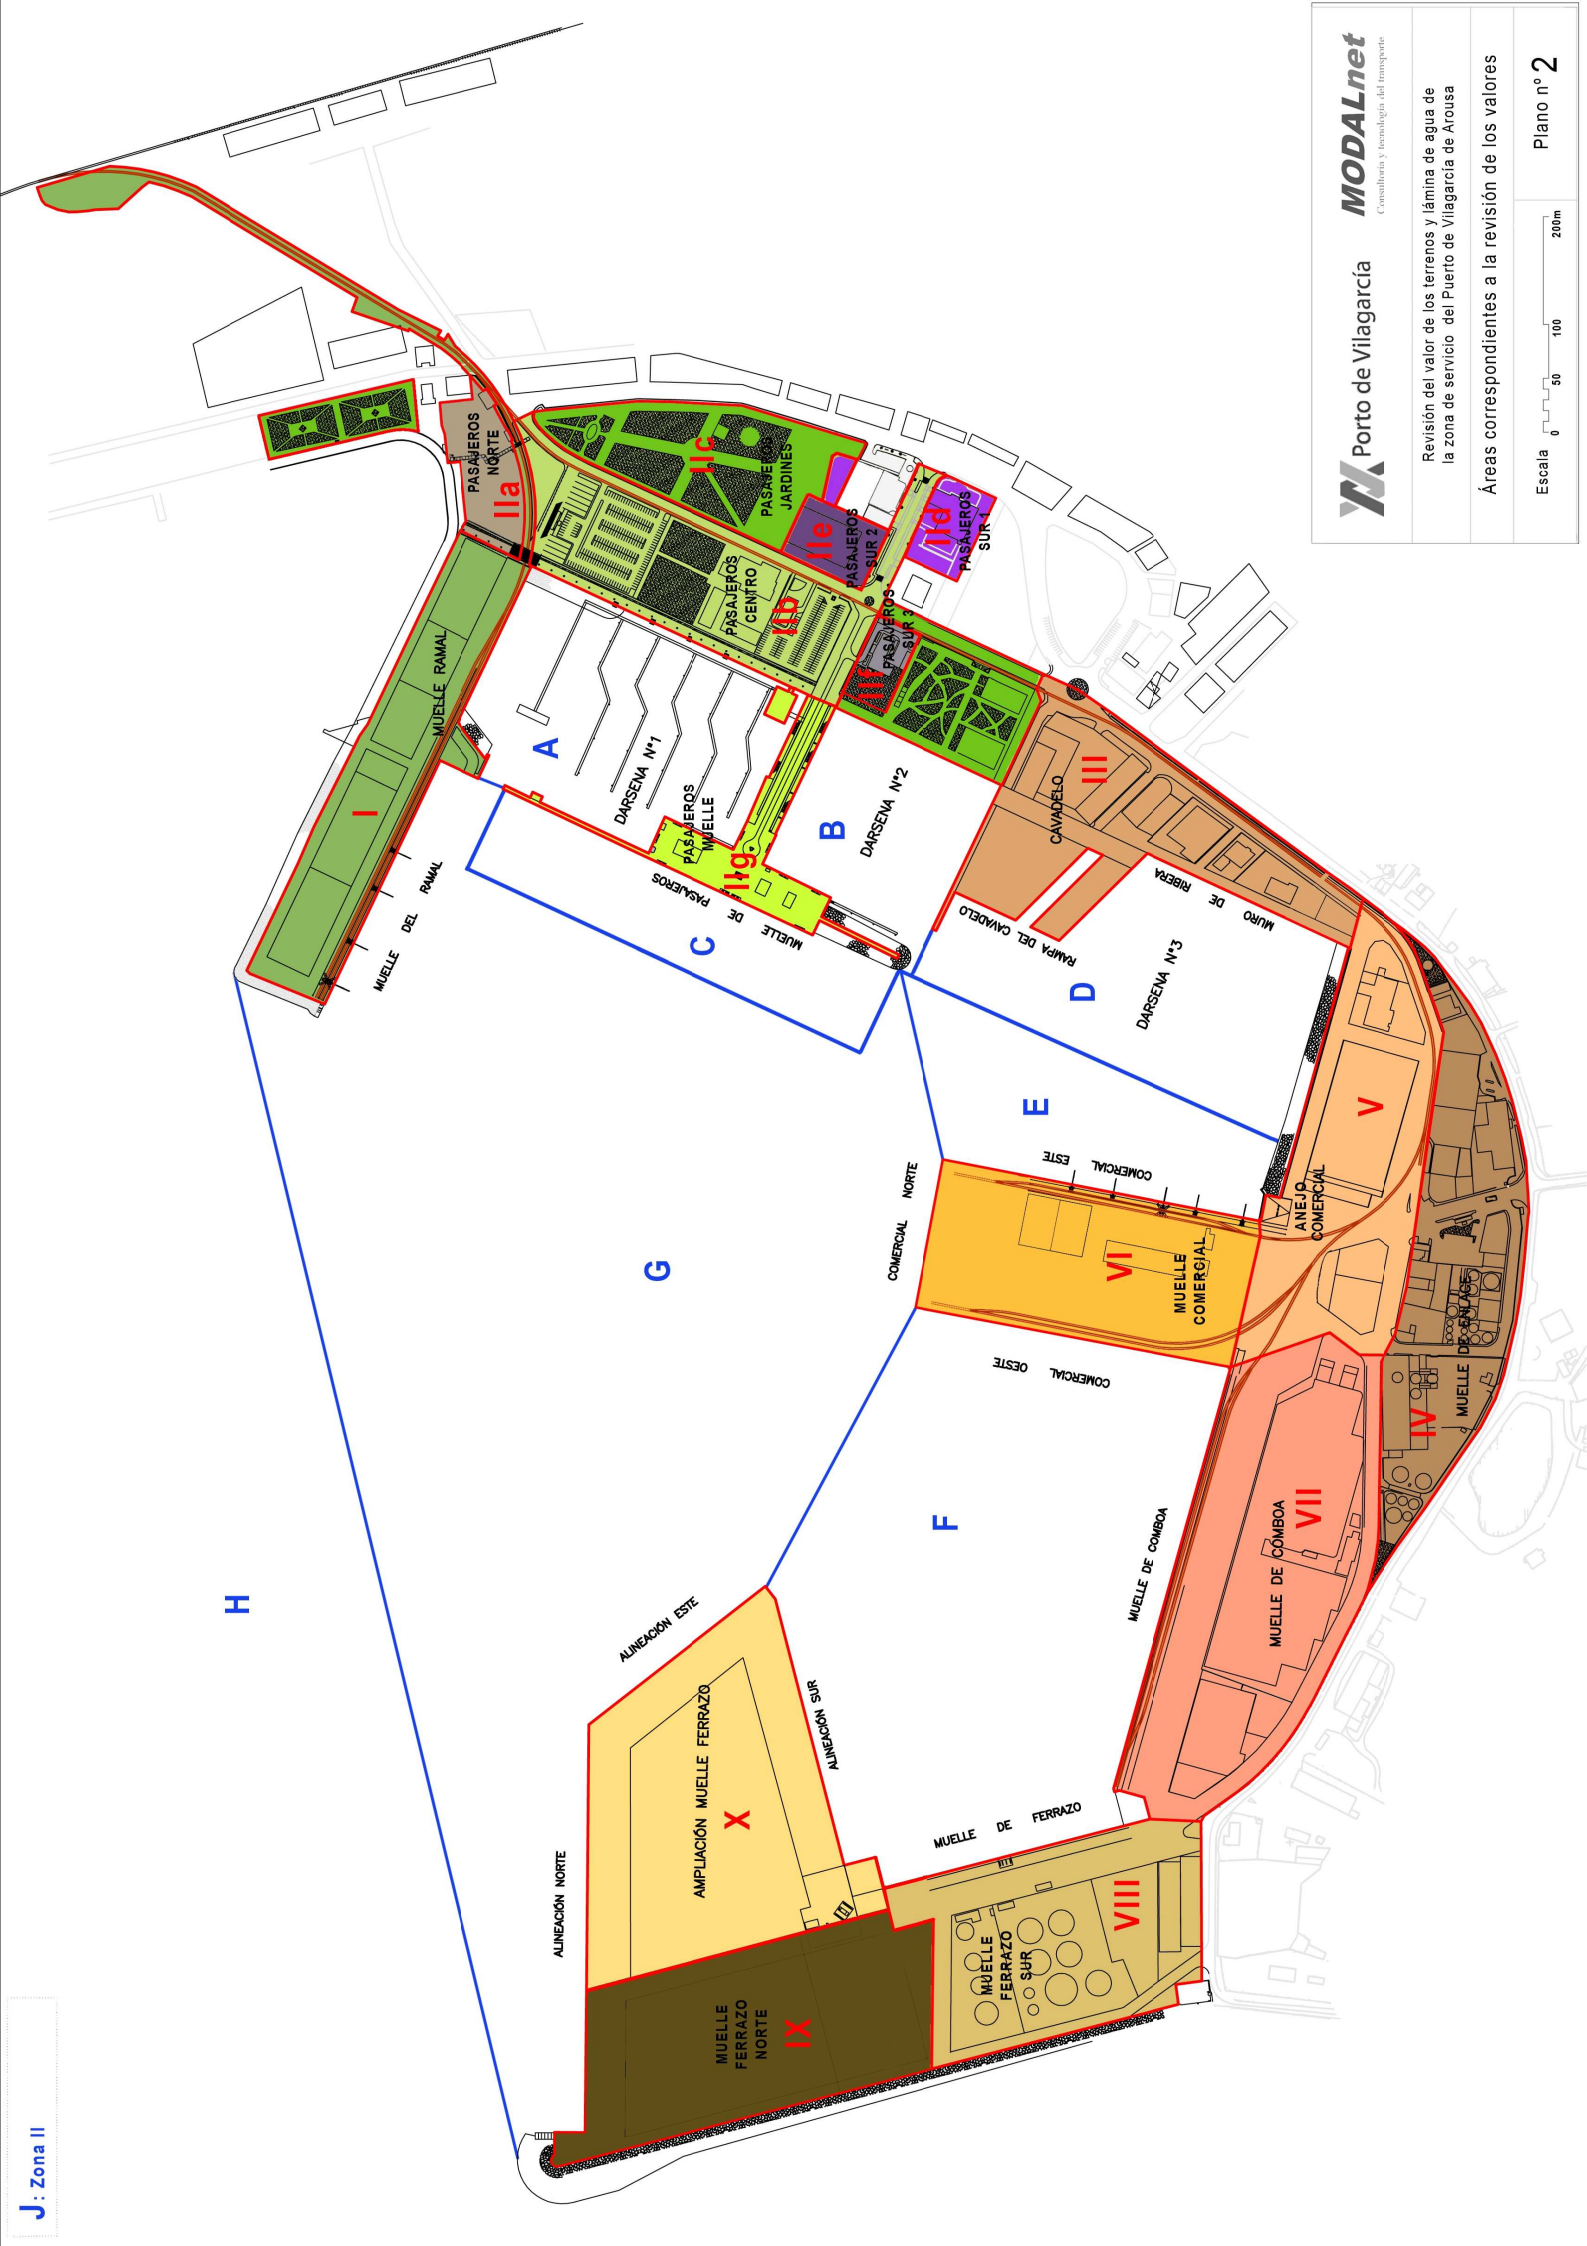 J: Zona II
H
G
F
E
D
C
B
A
I
MUELLE RAMAL
MUELLE DEL RAMAL
PASAJEROS
NORTE
IIa
PASAJEROS
CENTRO
IIb
IIc
PASAJEROS
JARDINES
IId
PASAJEROS
SUR 1
IIe
PASAJEROS
SUR 2
IIf
PASAJEROS
SUR 3
PASAJEROS
MUELLE
IIg
MUELLE DE PASAJEROS
DARSENA Nº1
DARSENA Nº2
DARSENA Nº3
CAVADELO
III
RAMPA DEL CAVADELO
MURO DE RIBERA
V
ANEJO
COMERCIAL
COMERCIAL ESTE
COMERCIAL NORTE
COMERCIAL OESTE
VI
MUELLE
COMERCIAL
MUELLE DE ENLACE
IV
MUELLE DE COMBOA
MUELLE DE COMBOA
VII
ALINEACIÓN ESTE
ALINEACIÓN SUR
ALINEACIÓN NORTE
AMPLIACIÓN MUELLE FERRAZO
X
MUELLE DE FERRAZO
MUELLE
FERRAZO
SUR
VIII
MUELLE
FERRAZO
NORTE
IX
Porto de Vilagarcía
MODALnet
Consultoría y tecnología del transporte
Revisión del valor de los terrenos y lámina de agua de
la zona de servicio del Puerto de Vilagarcía de Arousa
Áreas correspondientes a la revisión de los valores
Escala 0 50 100 200m
Plano nº 2